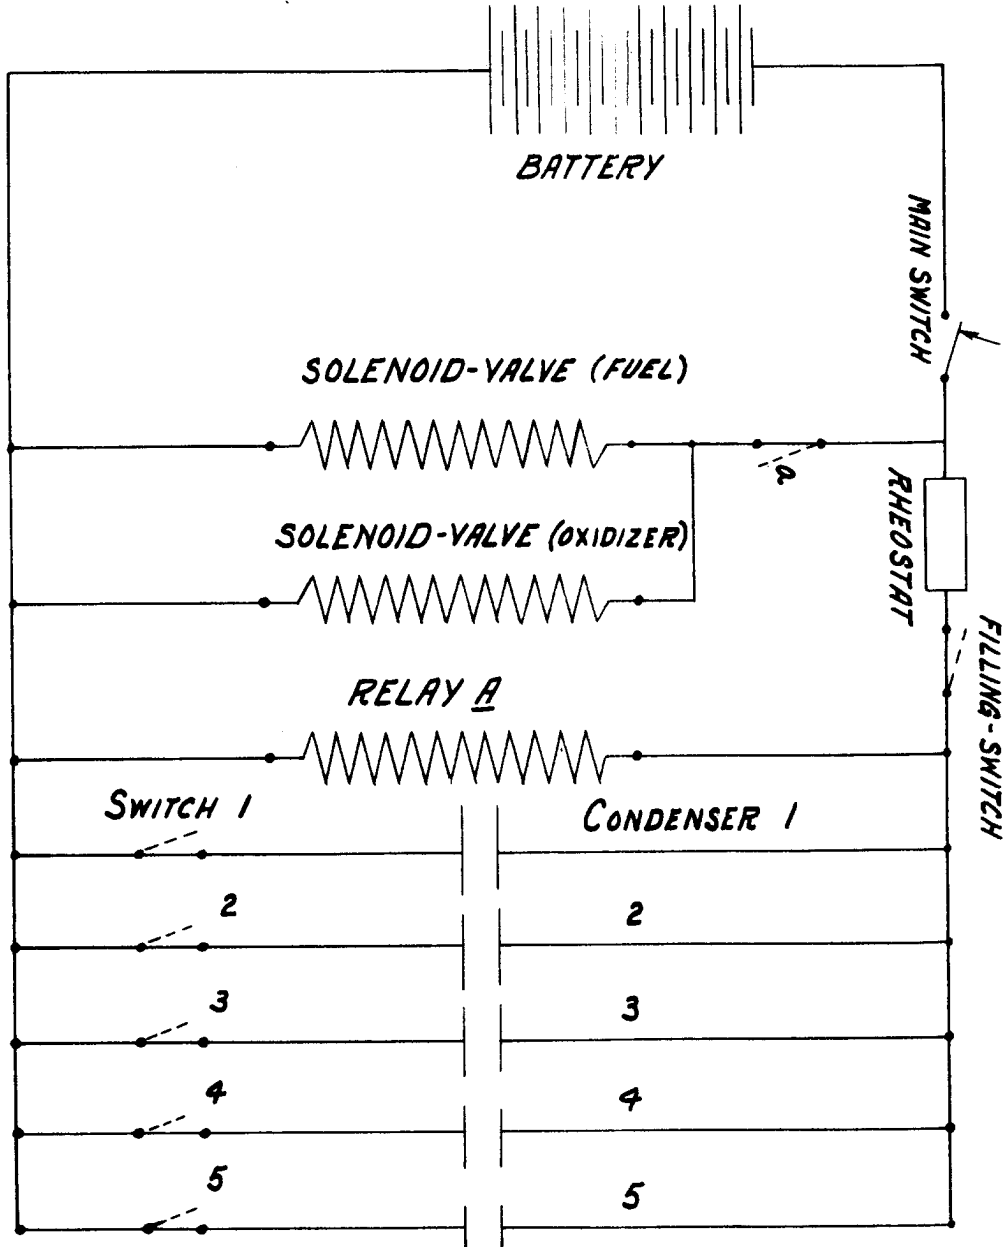 BATTERY
MAIN SWITCH
SOLENOID-VALVE (FUEL)
a
RHEOSTAT
SOLENOID-VALVE (OXIDIZER)
FILLING-SWITCH
RELAY A
SWITCH 1
CONDENSER 1
2
2
3
3
4
4
5
5